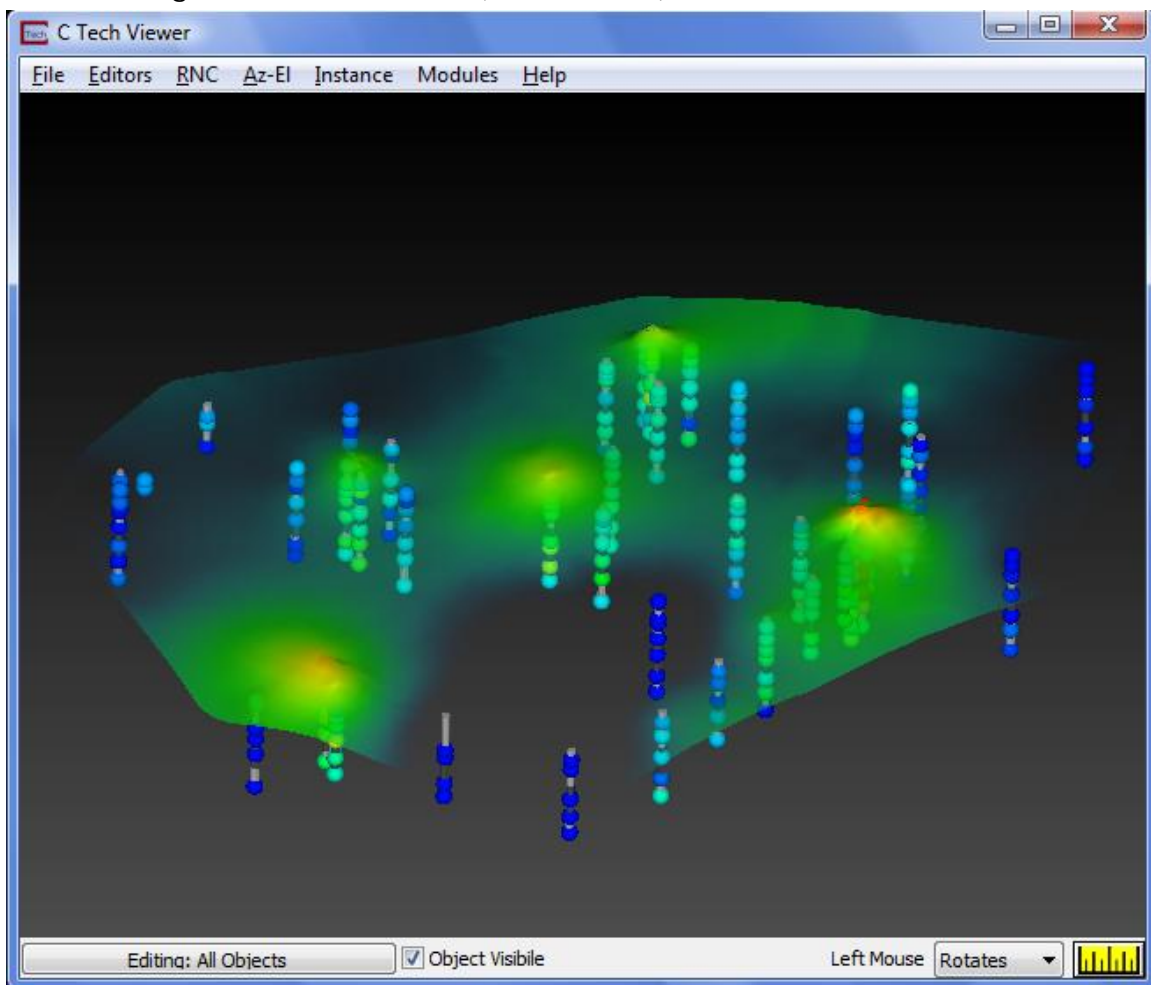 C Tech Viewer
File Editors RNC Az-El Instance Modules Help
Editing: All Objects
Object Visibile
Left Mouse
Rotates